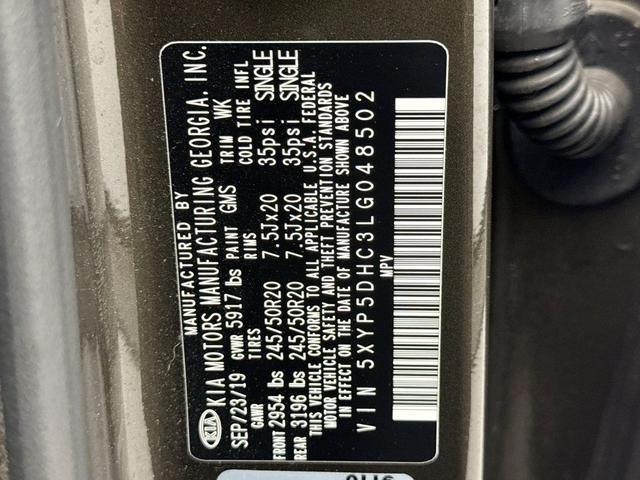 MANUFACTURED BY
KIA KIA MOTORS MANUFACTURING GEORGIA, INC.
SEP/23/19 GVWR 5917 lbs PAINT GMS TRIM WK
GAWR TIRES RIMS COLD TIRE INFL
FRONT 2954 lbs 245/50R20 7.5Jx20 35psi SINGLE
REAR 3196 lbs 245/50R20 7.5Jx20 35psi SINGLE
THIS VEHICLE CONFORMS TO ALL APPLICABLE U.S.A. FEDERAL
MOTOR VEHICLE SAFETY AND THEFT PREVENTION STANDARDS
IN EFFECT ON THE DATE OF MANUFACTURE SHOWN ABOVE
VIN 5XYP5DHC3LG048502
MPV